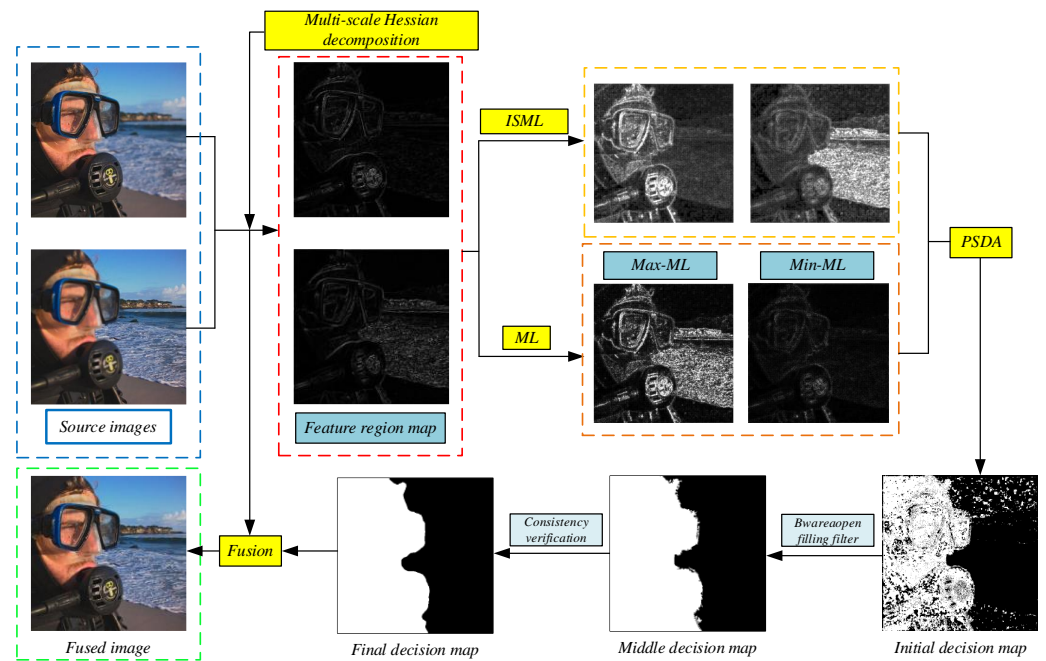 Multi-scale Hessian
decomposition
ISML
PSDA
Max-ML
Min-ML
ML
Source images
Feature region map
Consistency
verification
Bwareaopen
filling filter
Fusion
Fused image
Final decision map
Middle decision map
Initial decision map